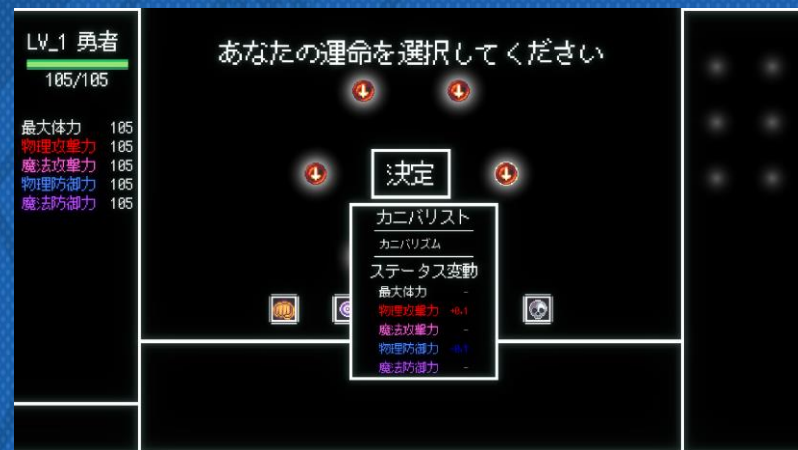 LV_1 勇者
105/105
最大体力 105
物理攻撃力 105
魔法攻撃力 105
物理防御力 105
魔法防御力 105
あなたの運命を選択してください
決定
カニバリスト
カニバリズム
ステータス変動
最大体力 -
物理攻撃力 +0.1
魔法攻撃力 -
物理防御力
魔法防御力 -